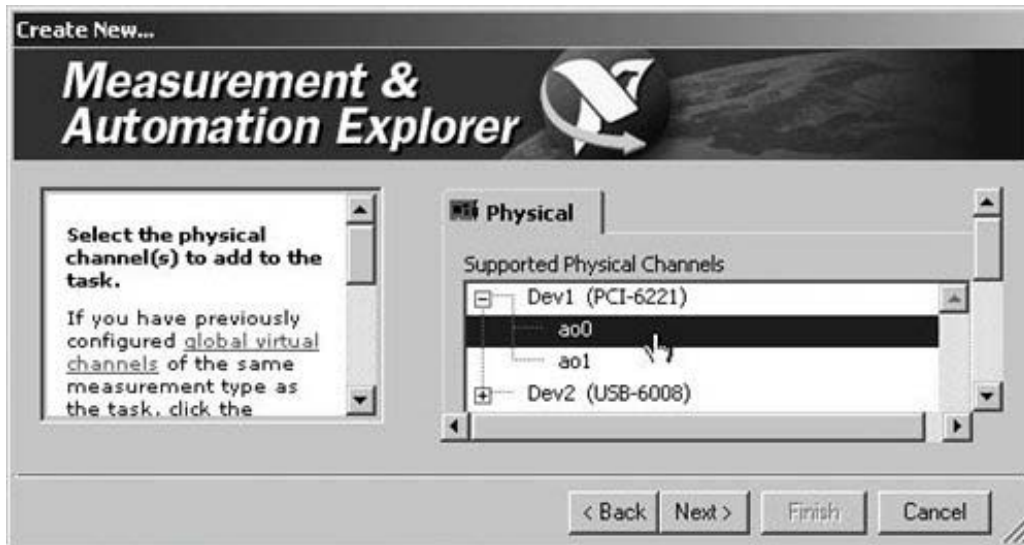 Create New...
Measurement &
Automation Explorer
Select the physical
channel(s) to add to the
task.
If you have previously
configured global virtual
channels of the same
measurement type as
the task, click the
Physical
Supported Physical Channels
Dev1 (PCI-6221)
ao0
ao1
Dev2 (USB-6008)
< Back
Next >
Finish
Cancel